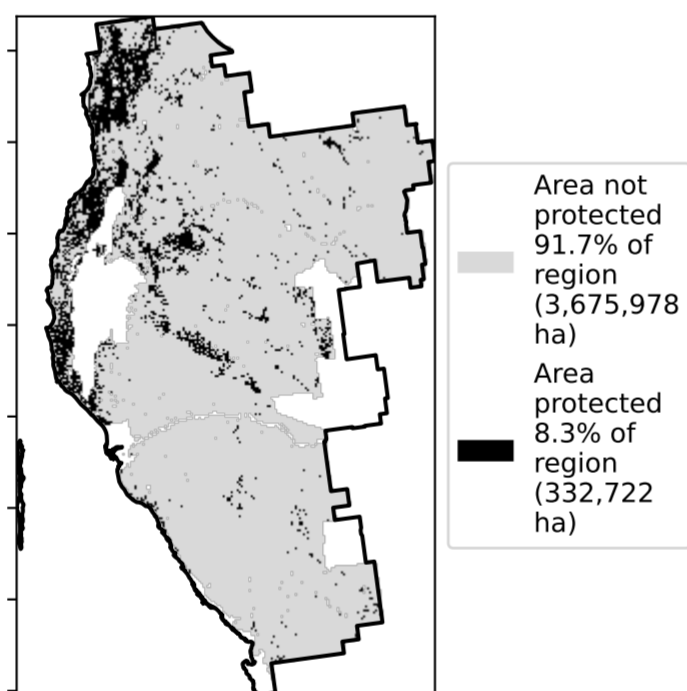 Area not
protected
91.7% of
region
(3,675,978
ha)
Area
protected
8.3% of
region
(332,722
ha)